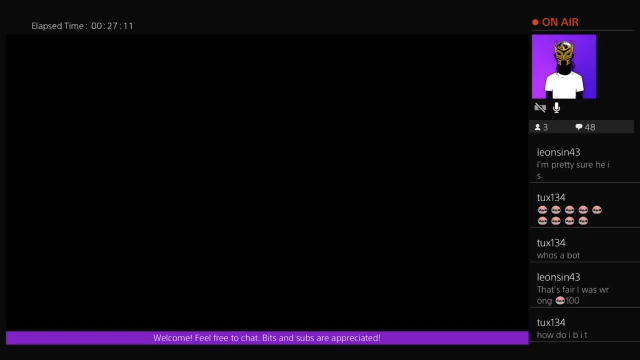 Elapsed Time : 00:27:11
ON AIR
3
48
leonsin43
I'm pretty sure he i
s
tux134
tux134
whos a bot
leonsin43
That's fair I was wr
ong 100
tux134
how do i b i t
Welcome! Feel free to chat. Bits and subs are appreciated!